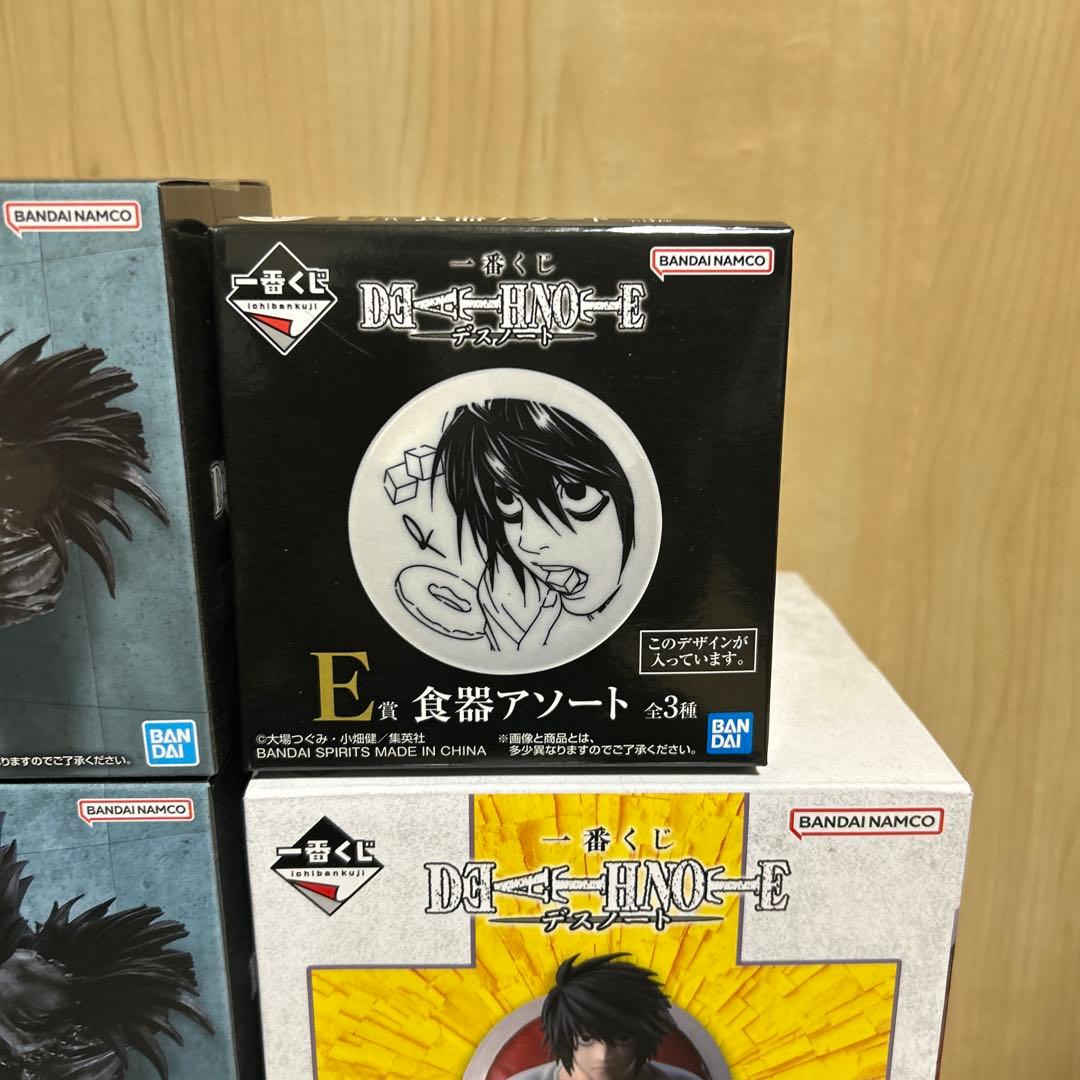 BANDAI NAMCO
BAN
DAI
りますのでご了承ください。
BANDAI NAMCO
一番くじ
ichibankuji
一番くじ
DEATH NOTE
デスノート
BANDAI NAMCO
このデザインが
入っています。
E賞 食器アソート 全3種
©大場つぐみ・小畑健／集英社
BANDAI SPIRITS MADE IN CHINA
※画像と商品とは、
多少異なりますのでご了承ください。
BAN
DAI
一番くじ
ichibankuji
一番くじ
DEATH NOTE
デスノート
BANDAI NAMCO